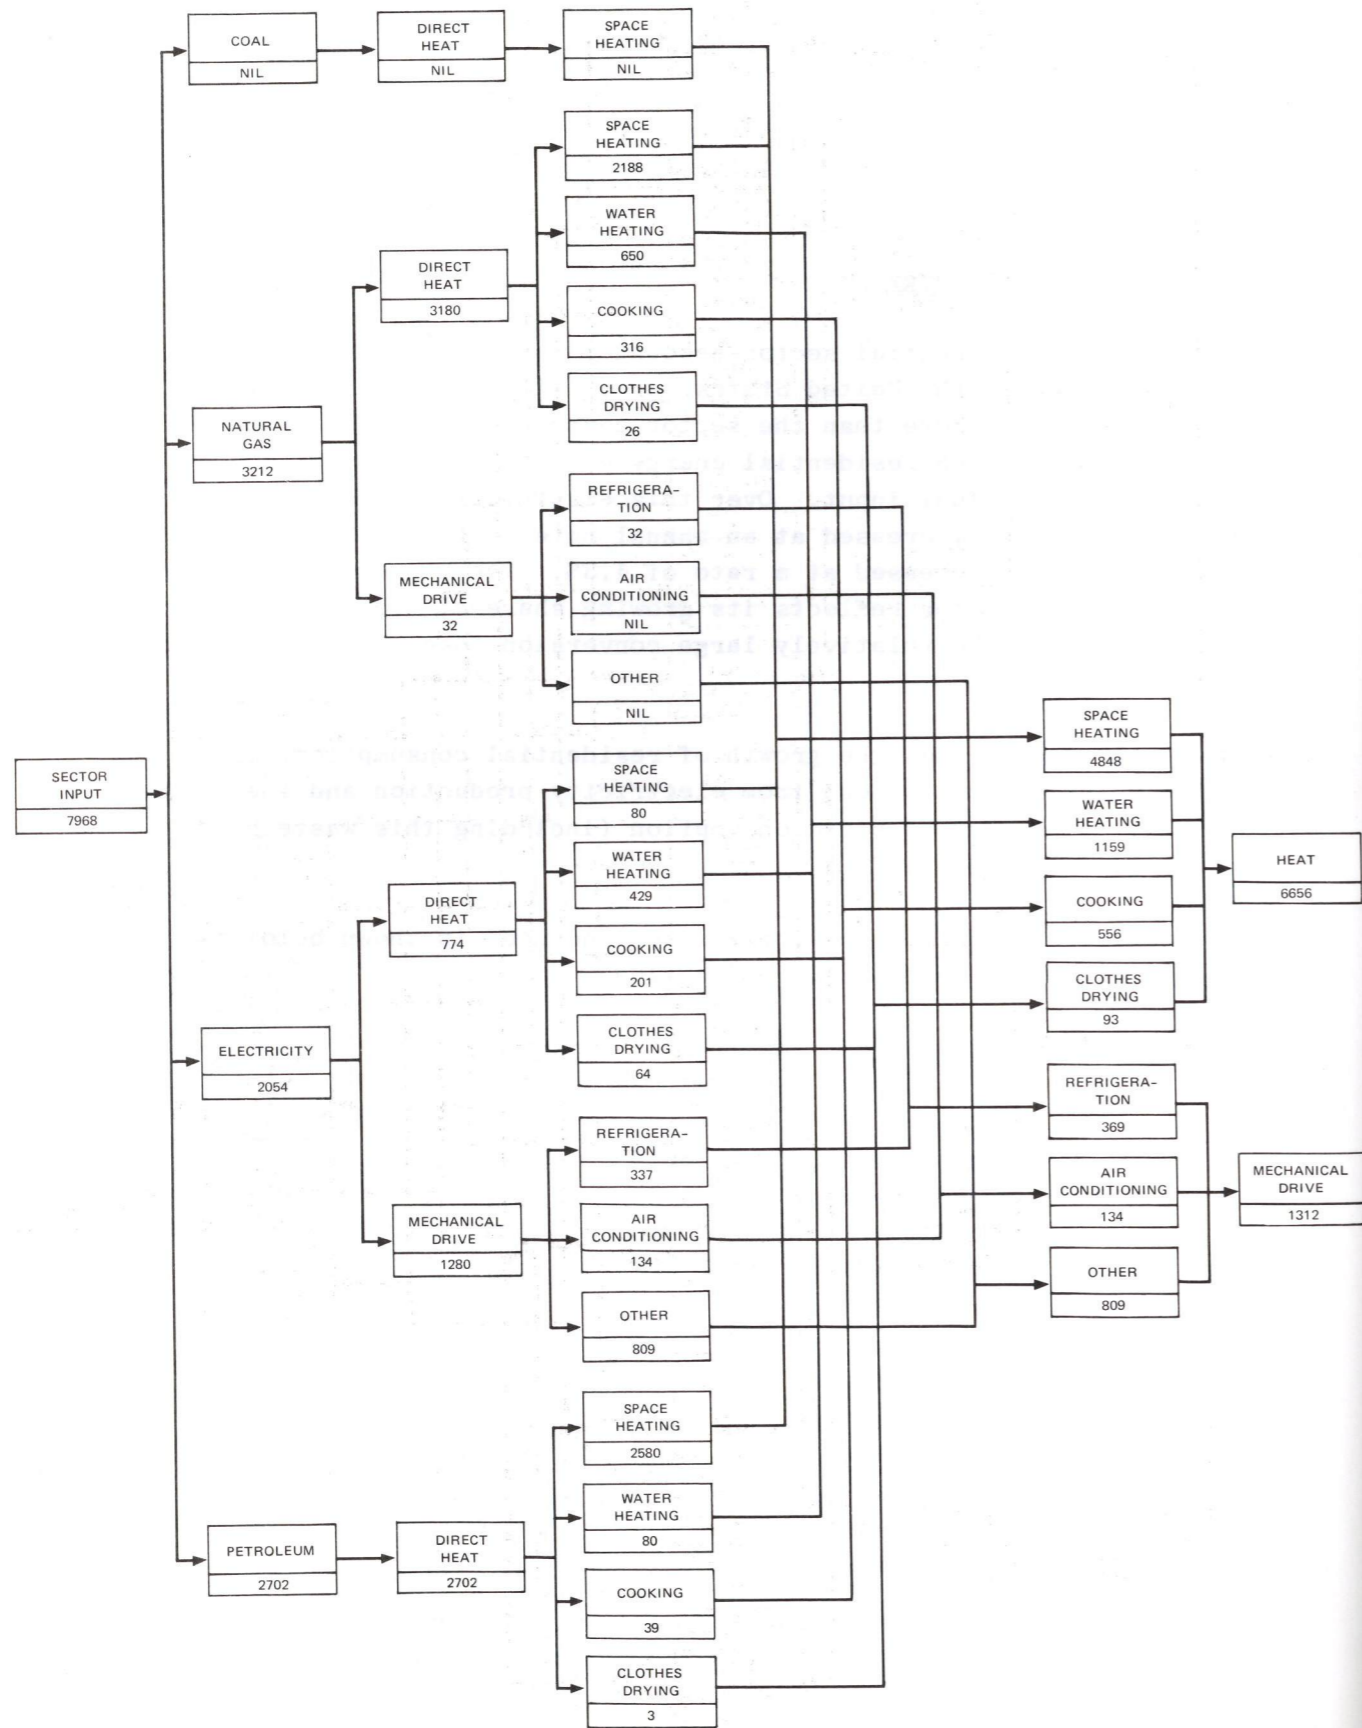 COAL
NIL
DIRECT
HEAT
NIL
SPACE
HEATING
NIL
SPACE
HEATING
2188
WATER
HEATING
650
DIRECT
HEAT
3180
COOKING
316
CLOTHES
DRYING
26
NATURAL
GAS
3212
REFRIGERA-
TION
32
MECHANICAL
DRIVE
32
AIR
CONDITIONING
NIL
OTHER
NIL
SECTOR
INPUT
7968
SPACE
HEATING
80
WATER
HEATING
429
DIRECT
HEAT
774
COOKING
201
CLOTHES
DRYING
64
ELECTRICITY
2054
REFRIGERA-
TION
337
MECHANICAL
DRIVE
1280
AIR
CONDITIONING
134
OTHER
809
SPACE
HEATING
2580
WATER
HEATING
80
PETROLEUM
2702
DIRECT
HEAT
2702
COOKING
39
CLOTHES
DRYING
3
SPACE
HEATING
4848
WATER
HEATING
1159
COOKING
556
CLOTHES
DRYING
93
HEAT
6656
REFRIGERA-
TION
369
AIR
CONDITIONING
134
OTHER
809
MECHANICAL
DRIVE
1312